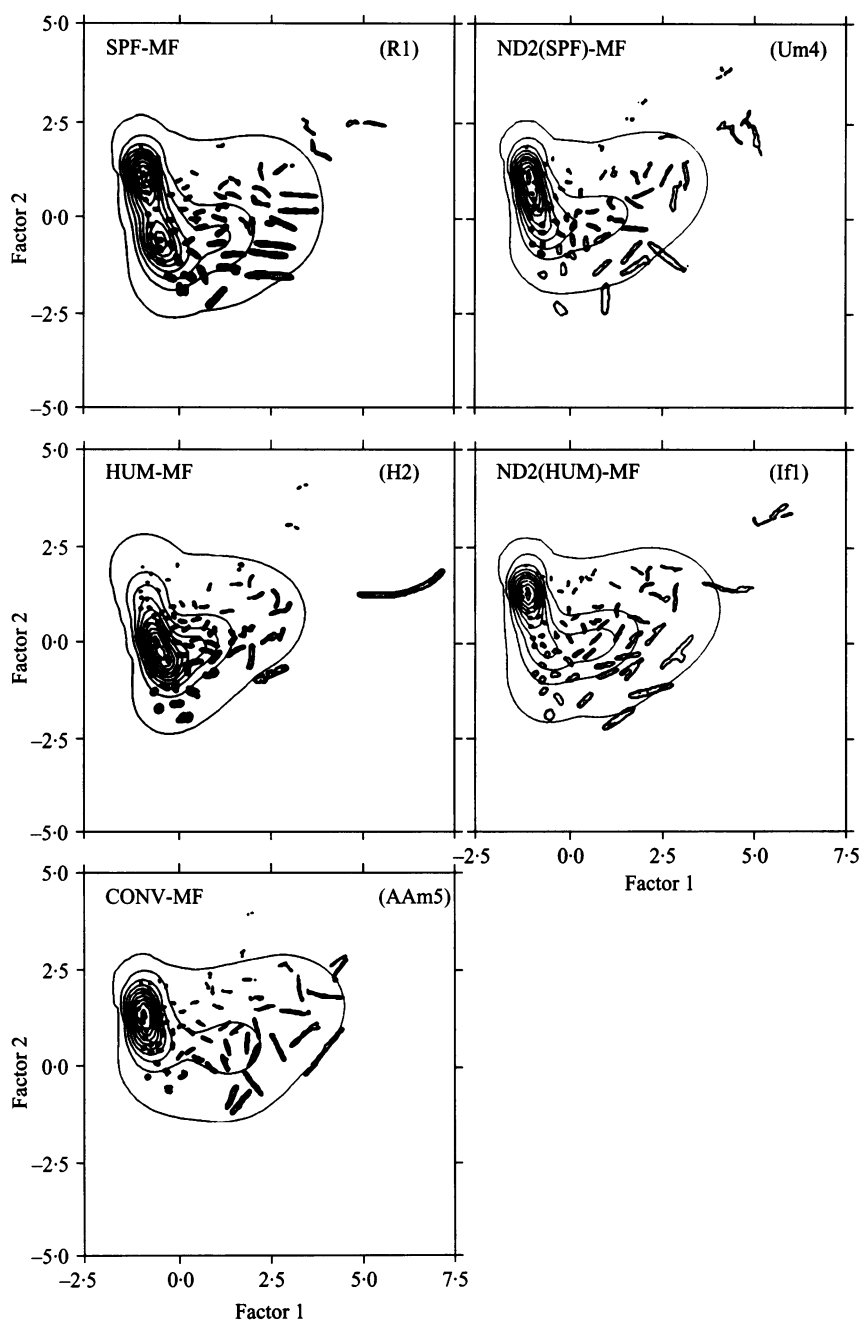 5·0
SPF-MF (R1)
ND2(SPF)-MF (Um4)
2·5
Factor 2
0·0
–2·5
–5·0
5·0
HUM-MF (H2)
ND2(HUM)-MF (If1)
2·5
Factor 2
0·0
–2·5
–5·0
–2·5 0·0 2·5 5·0 7·5
Factor 1
5·0
CONV-MF (AAm5)
2·5
Factor 2
0·0
–2·5
–5·0
–2·5 0·0 2·5 5·0 7·5
Factor 1